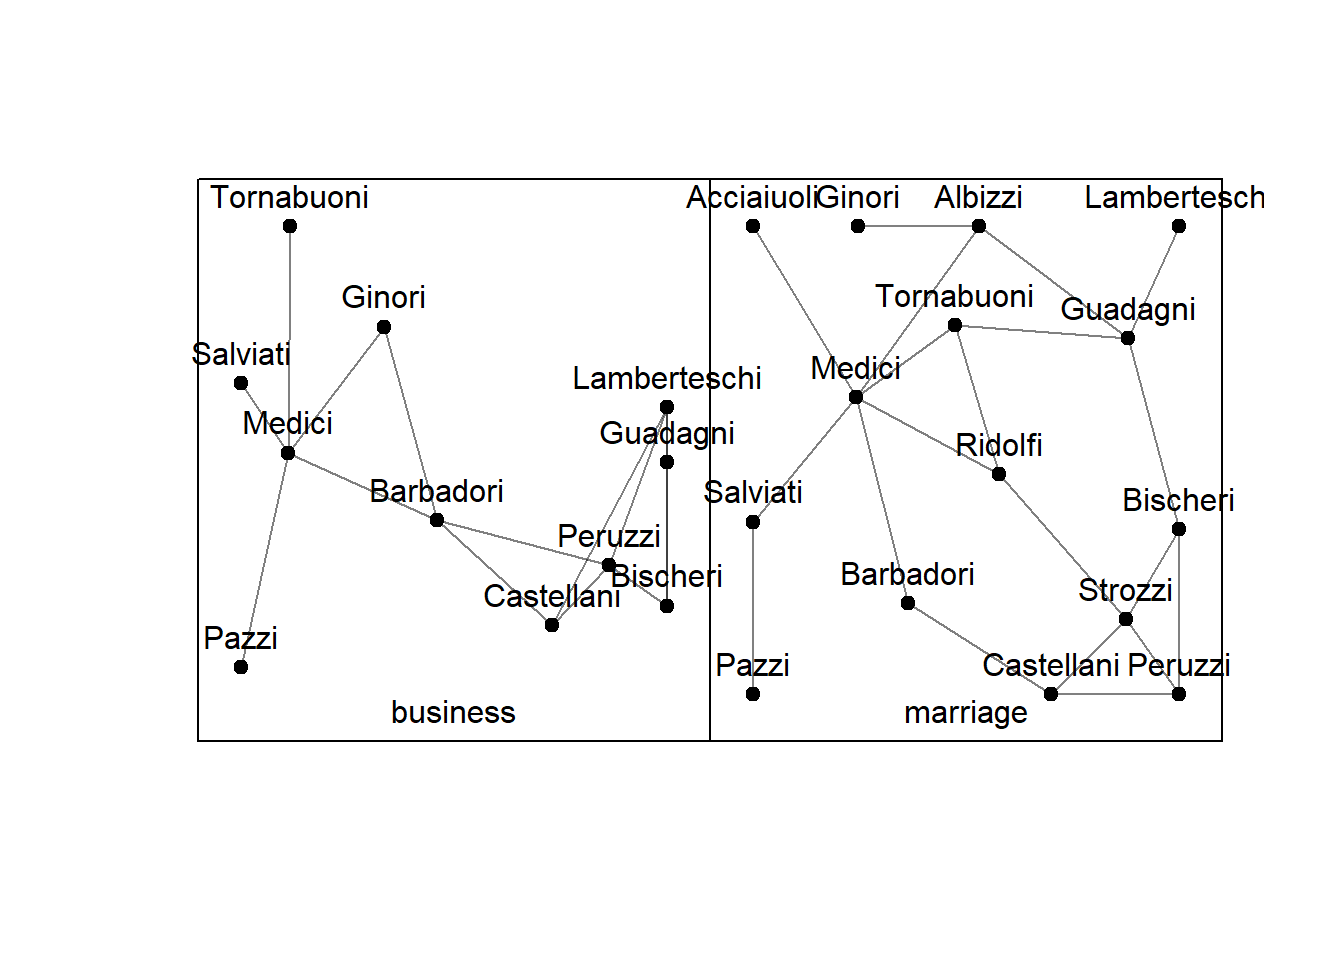 Tornabuoni
Ginori
Salviati
Medici
Lamberteschi
Guadagni
Barbadori
Peruzzi
Bischeri
Castellani
Pazzi
business
Acciaiuoli
Ginori
Albizzi
Lambertesch
Tornabuoni
Guadagni
Medici
Ridolfi
Salviati
Bischeri
Barbadori
Strozzi
Pazzi
Castellani
Peruzzi
marriage